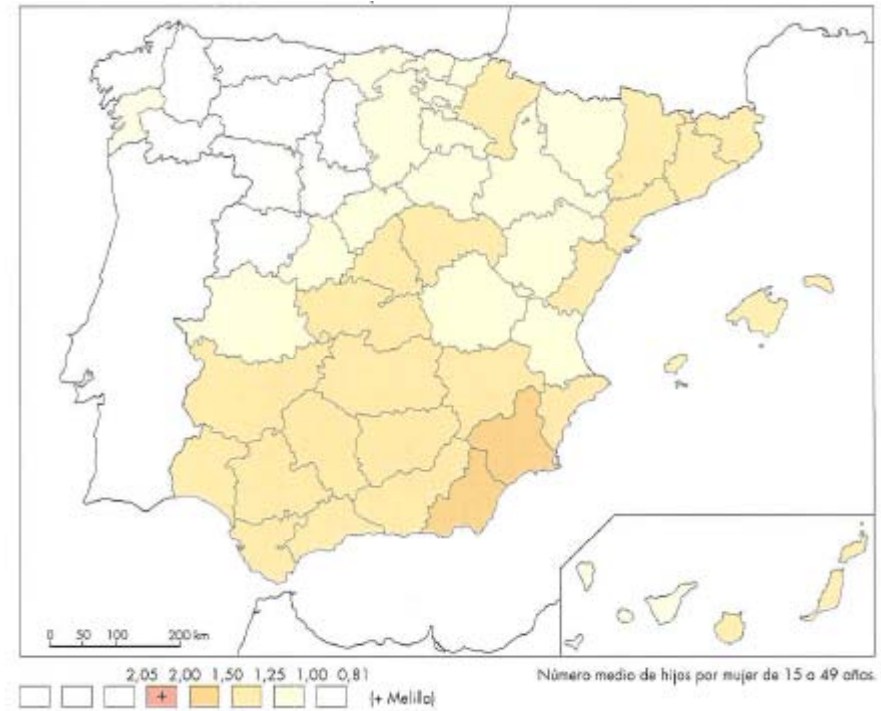 0 50 100 200 km
2,05 2,00 1,50 1,25 1,00 0,81
Número medio de hijos por mujer de 15 a 49 años.
+
(+ Melilla)